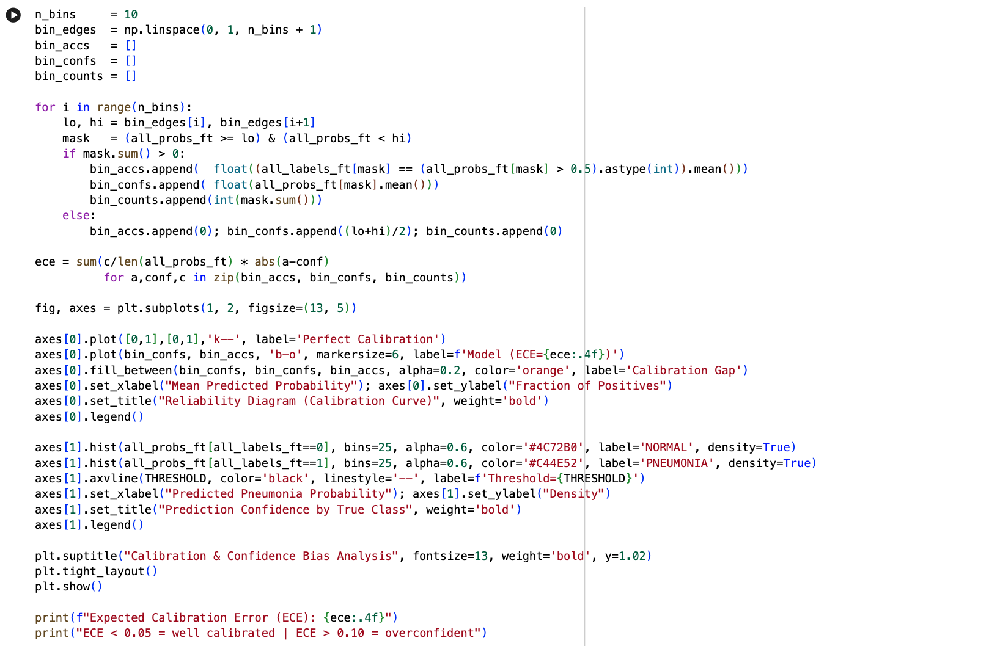 n_bins     = 10
bin_edges  = np.linspace(0, 1, n_bins + 1)
bin_accs   = []
bin_confs  = []
bin_counts = []

for i in range(n_bins):
    lo, hi = bin_edges[i], bin_edges[i+1]
    mask   = (all_probs_ft >= lo) & (all_probs_ft < hi)
    if mask.sum() > 0:
        bin_accs.append(  float((all_labels_ft[mask] == (all_probs_ft[mask] > 0.5).astype(int)).mean()))
        bin_confs.append( float(all_probs_ft[mask].mean()))
        bin_counts.append(int(mask.sum()))
    else:
        bin_accs.append(0); bin_confs.append((lo+hi)/2); bin_counts.append(0)

ece = sum(c/len(all_probs_ft) * abs(a-conf)
          for a,conf,c in zip(bin_accs, bin_confs, bin_counts))

fig, axes = plt.subplots(1, 2, figsize=(13, 5))

axes[0].plot([0,1],[0,1],'k--', label='Perfect Calibration')
axes[0].plot(bin_confs, bin_accs, 'b-o', markersize=6, label=f'Model (ECE={ece:.4f})')
axes[0].fill_between(bin_confs, bin_confs, bin_accs, alpha=0.2, color='orange', label='Calibration Gap')
axes[0].set_xlabel("Mean Predicted Probability"); axes[0].set_ylabel("Fraction of Positives")
axes[0].set_title("Reliability Diagram (Calibration Curve)", weight='bold')
axes[0].legend()

axes[1].hist(all_probs_ft[all_labels_ft==0], bins=25, alpha=0.6, color='#4C72B0', label='NORMAL', density=True)
axes[1].hist(all_probs_ft[all_labels_ft==1], bins=25, alpha=0.6, color='#C44E52', label='PNEUMONIA', density=True)
axes[1].axvline(THRESHOLD, color='black', linestyle='--', label=f'Threshold={THRESHOLD}')
axes[1].set_xlabel("Predicted Pneumonia Probability"); axes[1].set_ylabel("Density")
axes[1].set_title("Prediction Confidence by True Class", weight='bold')
axes[1].legend()

plt.suptitle("Calibration & Confidence Bias Analysis", fontsize=13, weight='bold', y=1.02)
plt.tight_layout()
plt.show()

print(f"Expected Calibration Error (ECE): {ece:.4f}")
print("ECE < 0.05 = well calibrated | ECE > 0.10 = overconfident")